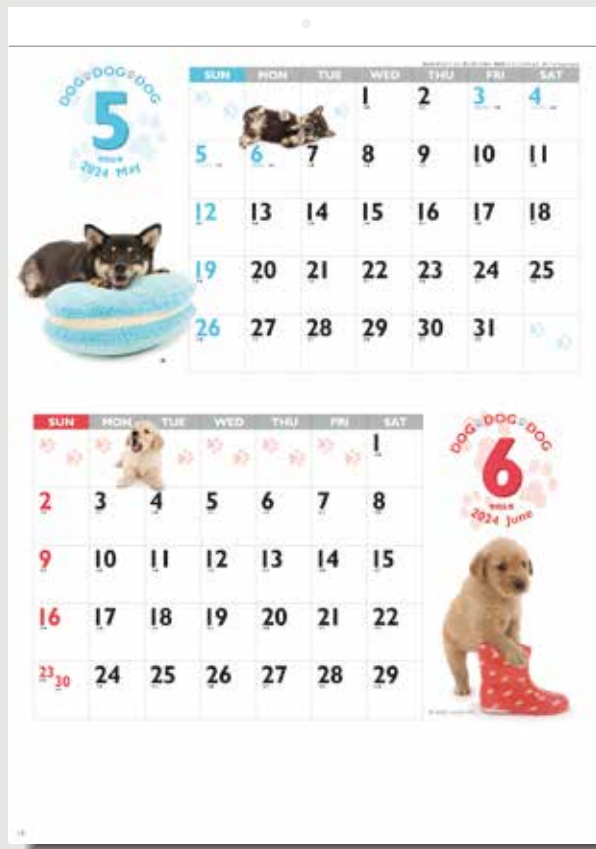 DOG DOG DOG
5
2024 May
SUN MON TUE WED THU FRI SAT
1 2 3 4
5 6 7 8 9 10 11
12 13 14 15 16 17 18
19 20 21 22 23 24 25
26 27 28 29 30 31
SUN MON TUE WED THU FRI SAT
1
2 3 4 5 6 7 8
9 10 11 12 13 14 15
16 17 18 19 20 21 22
23 30 24 25 26 27 28 29
DOG DOG DOG
6
2024 June